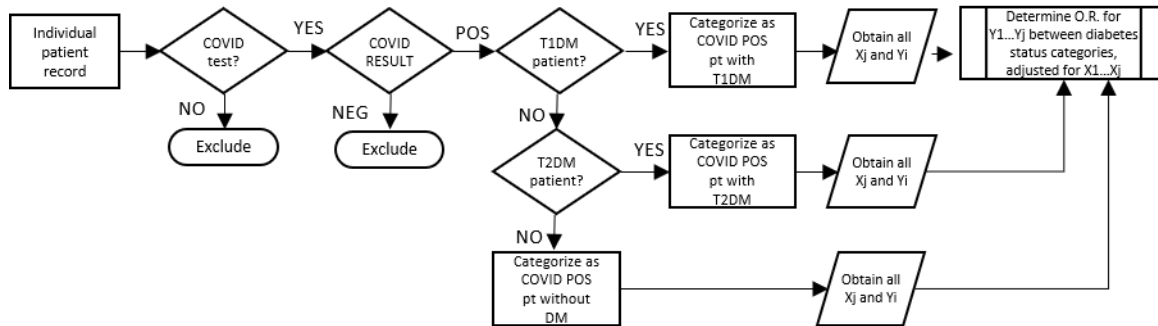 Individual
patient
record
COVID
test?
YES
NO
Exclude
COVID
RESULT
POS
NEG
Exclude
T1DM
patient?
YES
NO
Categorize as
COVID POS
pt with
T1DM
Obtain all
Xj and Yi
Determine O.R. for
Y1...Yj between diabetes
status categories,
adjusted for X1...Xj
T2DM
patient?
YES
NO
Categorize as
COVID POS
pt with
T2DM
Obtain all
Xj and Yi
Categorize as
COVID POS
pt without
DM
Obtain all
Xj and Yi